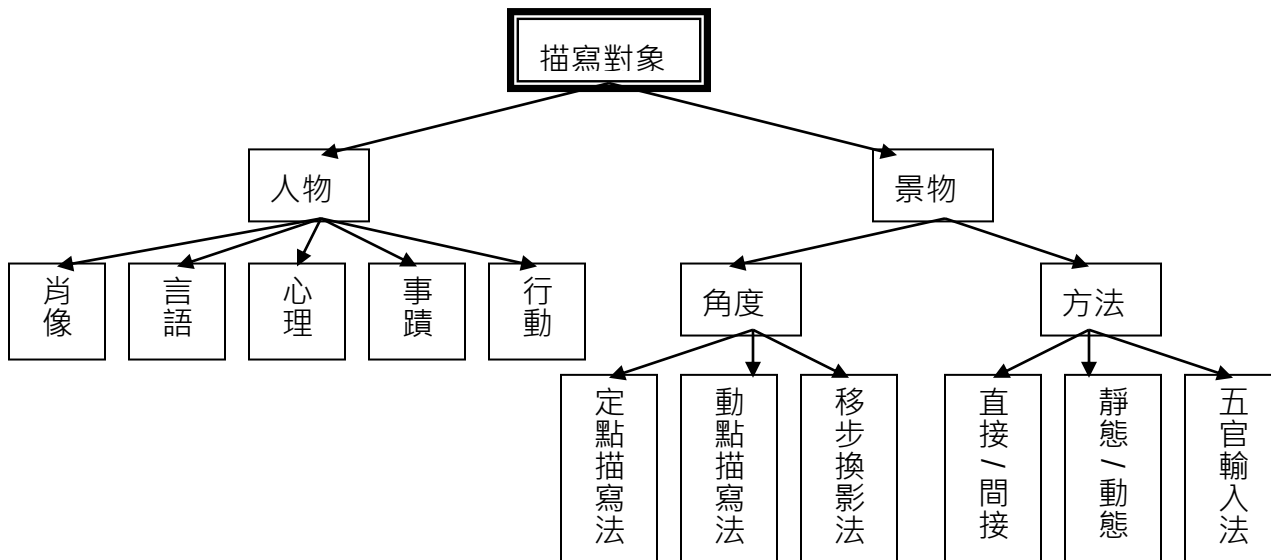 描寫對象
人物
景物
肖像
言語
心理
事蹟
行動
角度
方法
定點描寫法
動點描寫法
移步換影法
直接/間接
靜態/動態
五官輸入法